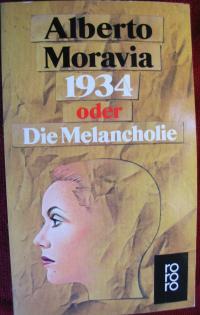 Alberto
Moravia
1934
oder
Die Melancholie
ro
ro
ro